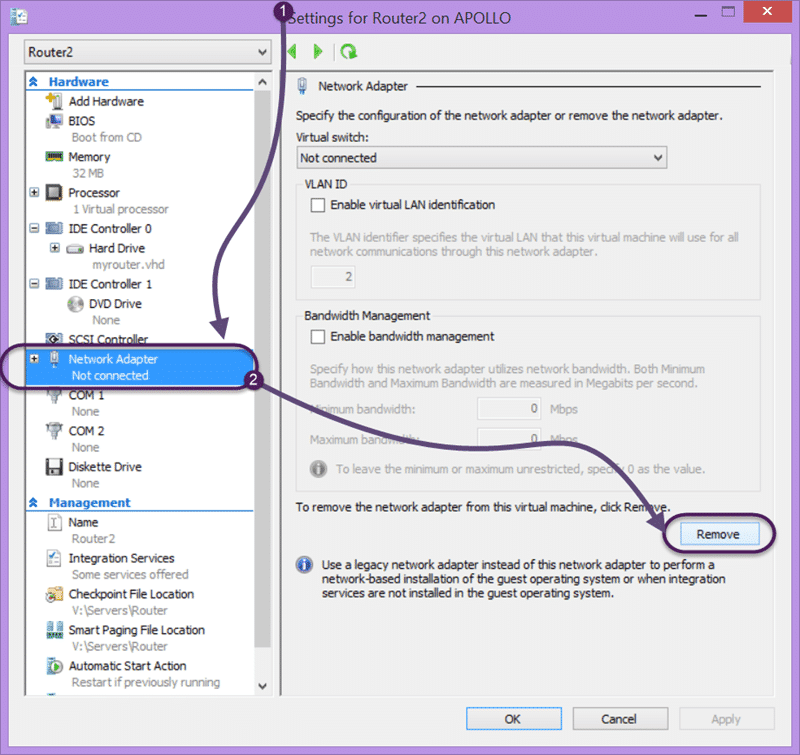 1
Settings for Router2 on APOLLO
Router2
Hardware
Add Hardware
BIOS
Boot from CD
Memory
32 MB
Processor
1 Virtual processor
IDE Controller 0
Hard Drive
myrouter.vhd
IDE Controller 1
DVD Drive
None
SCSI Controller
Network Adapter
Not connected
2
COM 1
None
COM 2
None
Diskette Drive
None
Management
Name
Router2
Integration Services
Some services offered
Checkpoint File Location
V:\Servers\Router
Smart Paging File Location
V:\Servers\Router
Automatic Start Action
Restart if previously running
Network Adapter
Specify the configuration of the network adapter or remove the network adapter.
Virtual switch:
Not connected
VLAN ID
Enable virtual LAN identification
The VLAN identifier specifies the virtual LAN that this virtual machine will use for all
network communications through this network adapter.
2
Bandwidth Management
Enable bandwidth management
Specify how this network adapter utilizes network bandwidth. Both Minimum
Bandwidth and Maximum Bandwidth are measured in Megabits per second.
Minimum bandwidth: 0 Mbps
Maximum bandwidth: 0 Mbps
To leave the minimum or maximum unrestricted, specify 0 as the value.
To remove the network adapter from this virtual machine, click Remove.
Remove
Use a legacy network adapter instead of this network adapter to perform a
network-based installation of the guest operating system or when integration
services are not installed in the guest operating system.
OK Cancel Apply